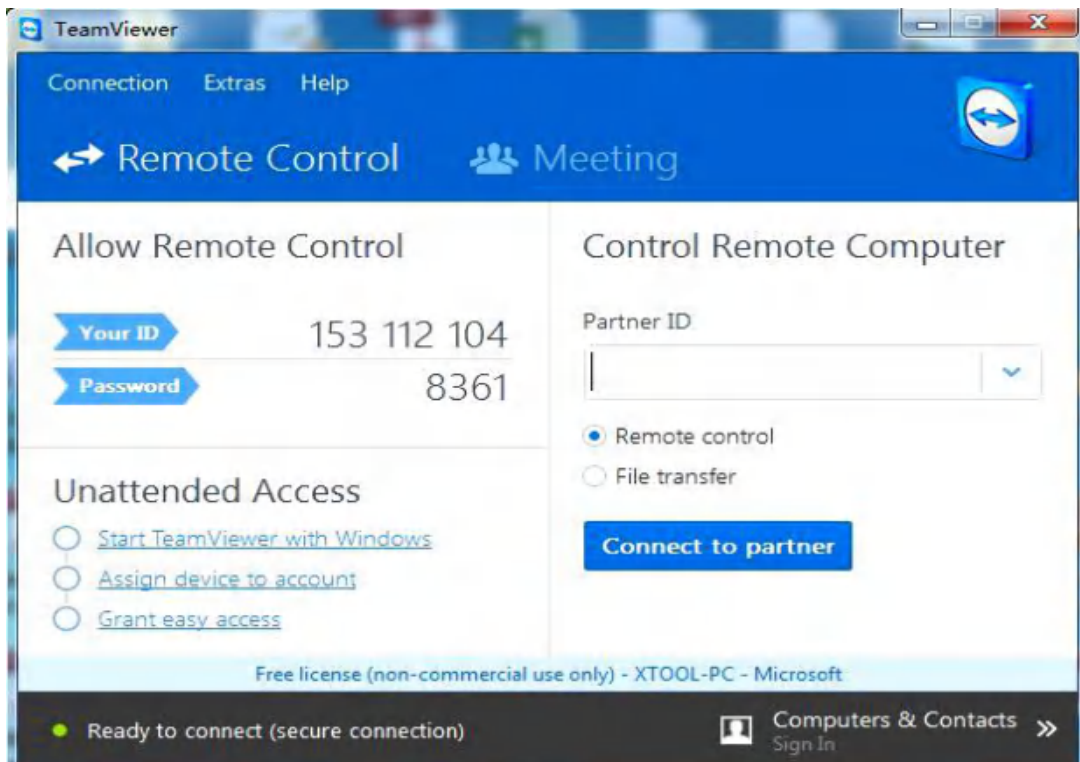 TeamViewer
Connection Extras Help
Remote Control Meeting
Allow Remote Control
Your ID 153 112 104
Password 8361
Unattended Access
Start TeamViewer with Windows
Assign device to account
Grant easy access
Control Remote Computer
Partner ID
Remote control
File transfer
Connect to partner
Free license (non-commercial use only) - XTOOL-PC - Microsoft
Ready to connect (secure connection)
Computers & Contacts
Sign In